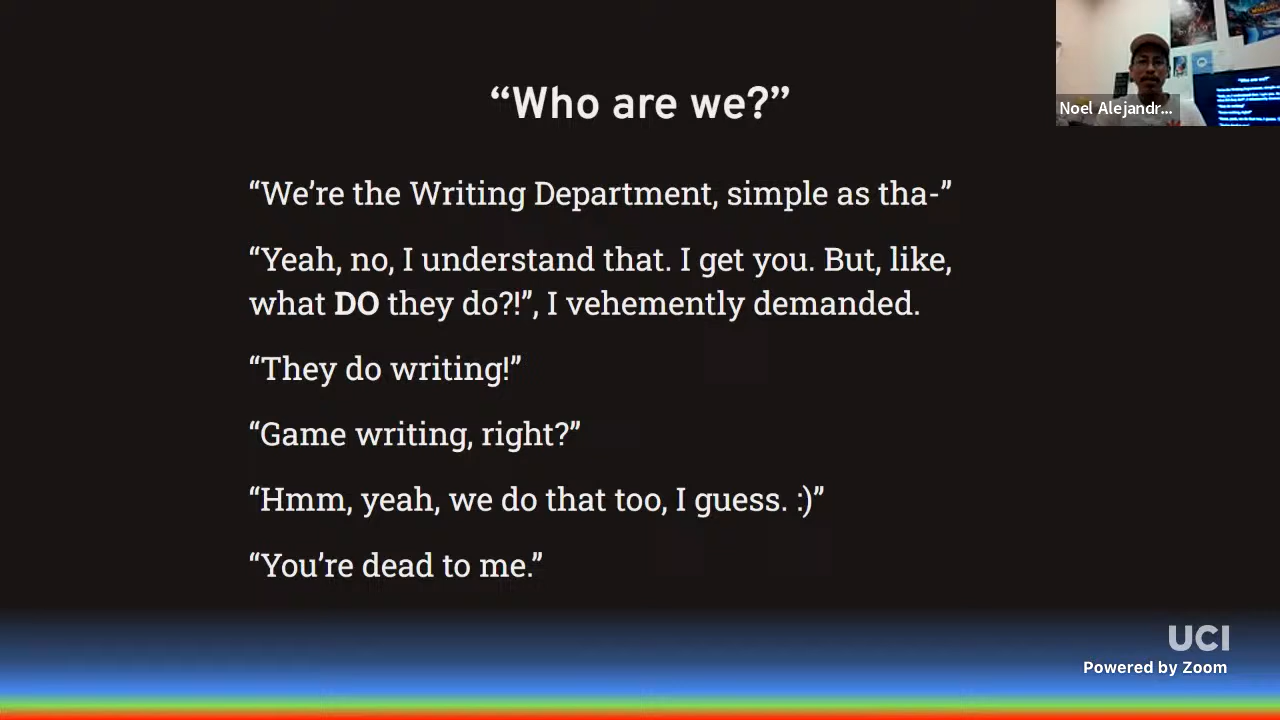 “Who are we?”
Noel Alejandr...
“We’re the Writing Department, simple as tha-”
“Yeah, no, I understand that. I get you. But, like,
what DO they do?!”, I vehemently demanded.
“They do writing!”
“Game writing, right?”
“Hmm, yeah, we do that too, I guess. :)”
“You’re dead to me.”
UCI
Powered by Zoom